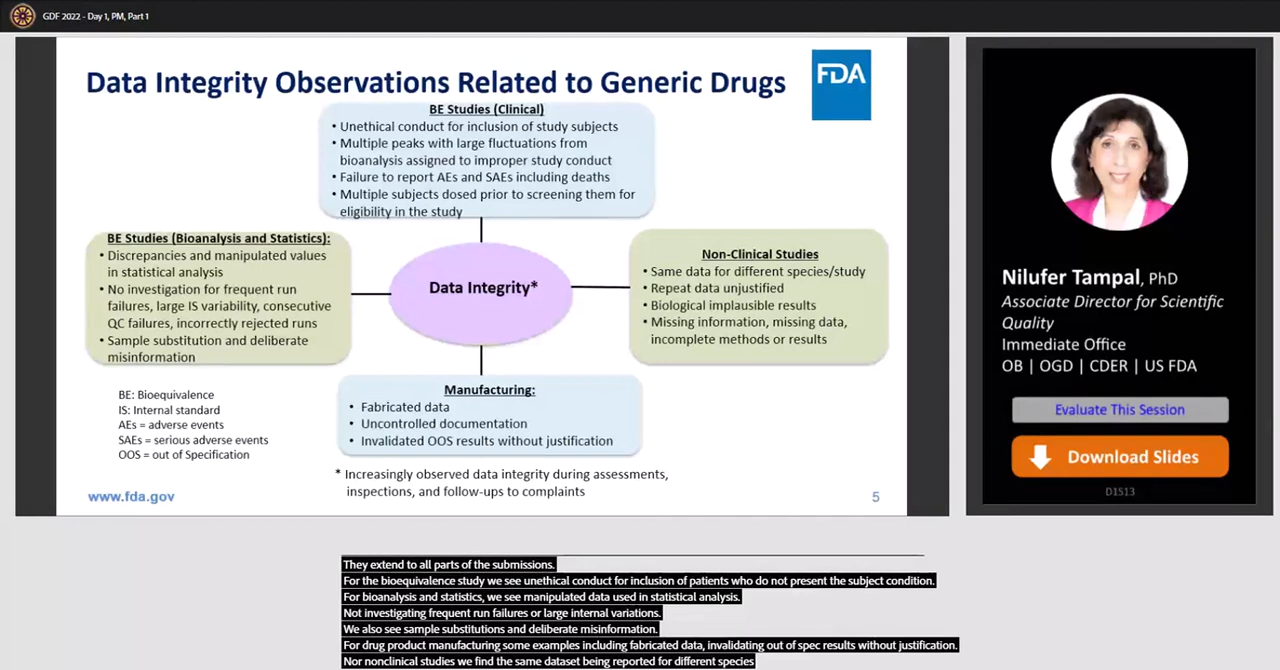 GDF 2022 - Day 1, PM, Part 1
Data Integrity Observations Related to Generic Drugs
FDA
BE Studies (Clinical)
• Unethical conduct for inclusion of study subjects
• Multiple peaks with large fluctuations from
bioanalysis assigned to improper study conduct
• Failure to report AEs and SAEs including deaths
• Multiple subjects dosed prior to screening them for
eligibility in the study
BE Studies (Bioanalysis and Statistics):
• Discrepancies and manipulated values
in statistical analysis
• No investigation for frequent run
failures, large IS variability, consecutive
QC failures, incorrectly rejected runs
• Sample substitution and deliberate
misinformation
Data Integrity*
Non-Clinical Studies
• Same data for different species/study
• Repeat data unjustified
• Biological implausible results
• Missing information, missing data,
incomplete methods or results
Manufacturing:
• Fabricated data
• Uncontrolled documentation
• Invalidated OOS results without justification
BE: Bioequivalence
IS: Internal standard
AEs = adverse events
SAEs = serious adverse events
OOS = out of Specification
* Increasingly observed data integrity during assessments,
inspections, and follow-ups to complaints
www.fda.gov
5
Nilufer Tampal, PhD
Associate Director for Scientific
Quality
Immediate Office
OB | OGD | CDER | US FDA
Evaluate This Session
Download Slides
D1S13
They extend to all parts of the submissions.
For the bioequivalence study we see unethical conduct for inclusion of patients who do not present the subject condition.
For bioanalysis and statistics, we see manipulated data used in statistical analysis.
Not investigating frequent run failures or large internal variations.
We also see sample substitutions and deliberate misinformation.
For drug product manufacturing some examples including fabricated data, invalidating out of spec results without justification.
Nor nonclinical studies we find the same dataset being reported for different species